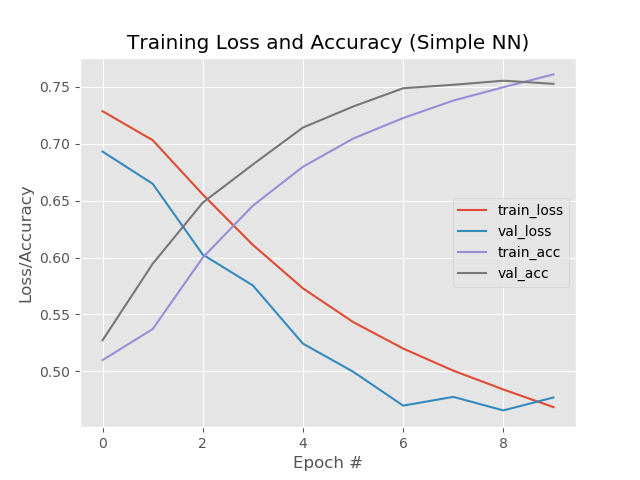 Training Loss and Accuracy (Simple NN)
Loss/Accuracy
0.75
0.70
0.65
0.60
0.55
0.50
train_loss
val_loss
train_acc
val_acc
0 2 4 6 8
Epoch #